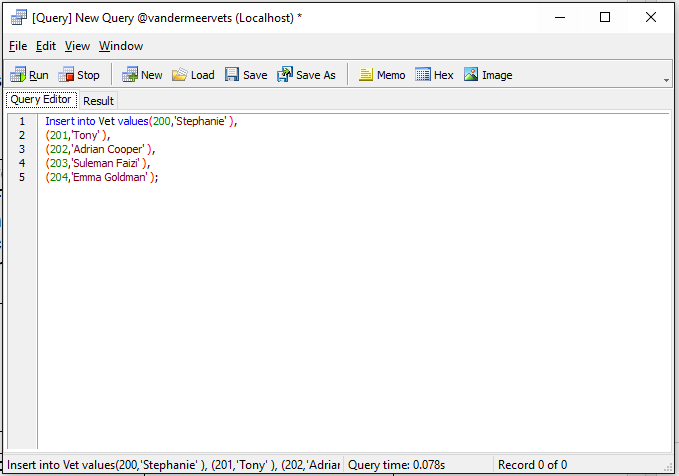 [Query] New Query @vandermeervets (Localhost) *
File Edit View Window
Run Stop New Load Save Save As Memo Hex Image
Query Editor Result
1 Insert into Vet values(200,'Stephanie' ),
2 (201,'Tony' ),
3 (202,'Adrian Cooper' ),
4 (203,'Suleman Faizi' ),
5 (204,'Emma Goldman' );
Insert into Vet values(200,'Stephanie' ), (201,'Tony' ), (202,'Adrian Query time: 0.078s Record 0 of 0